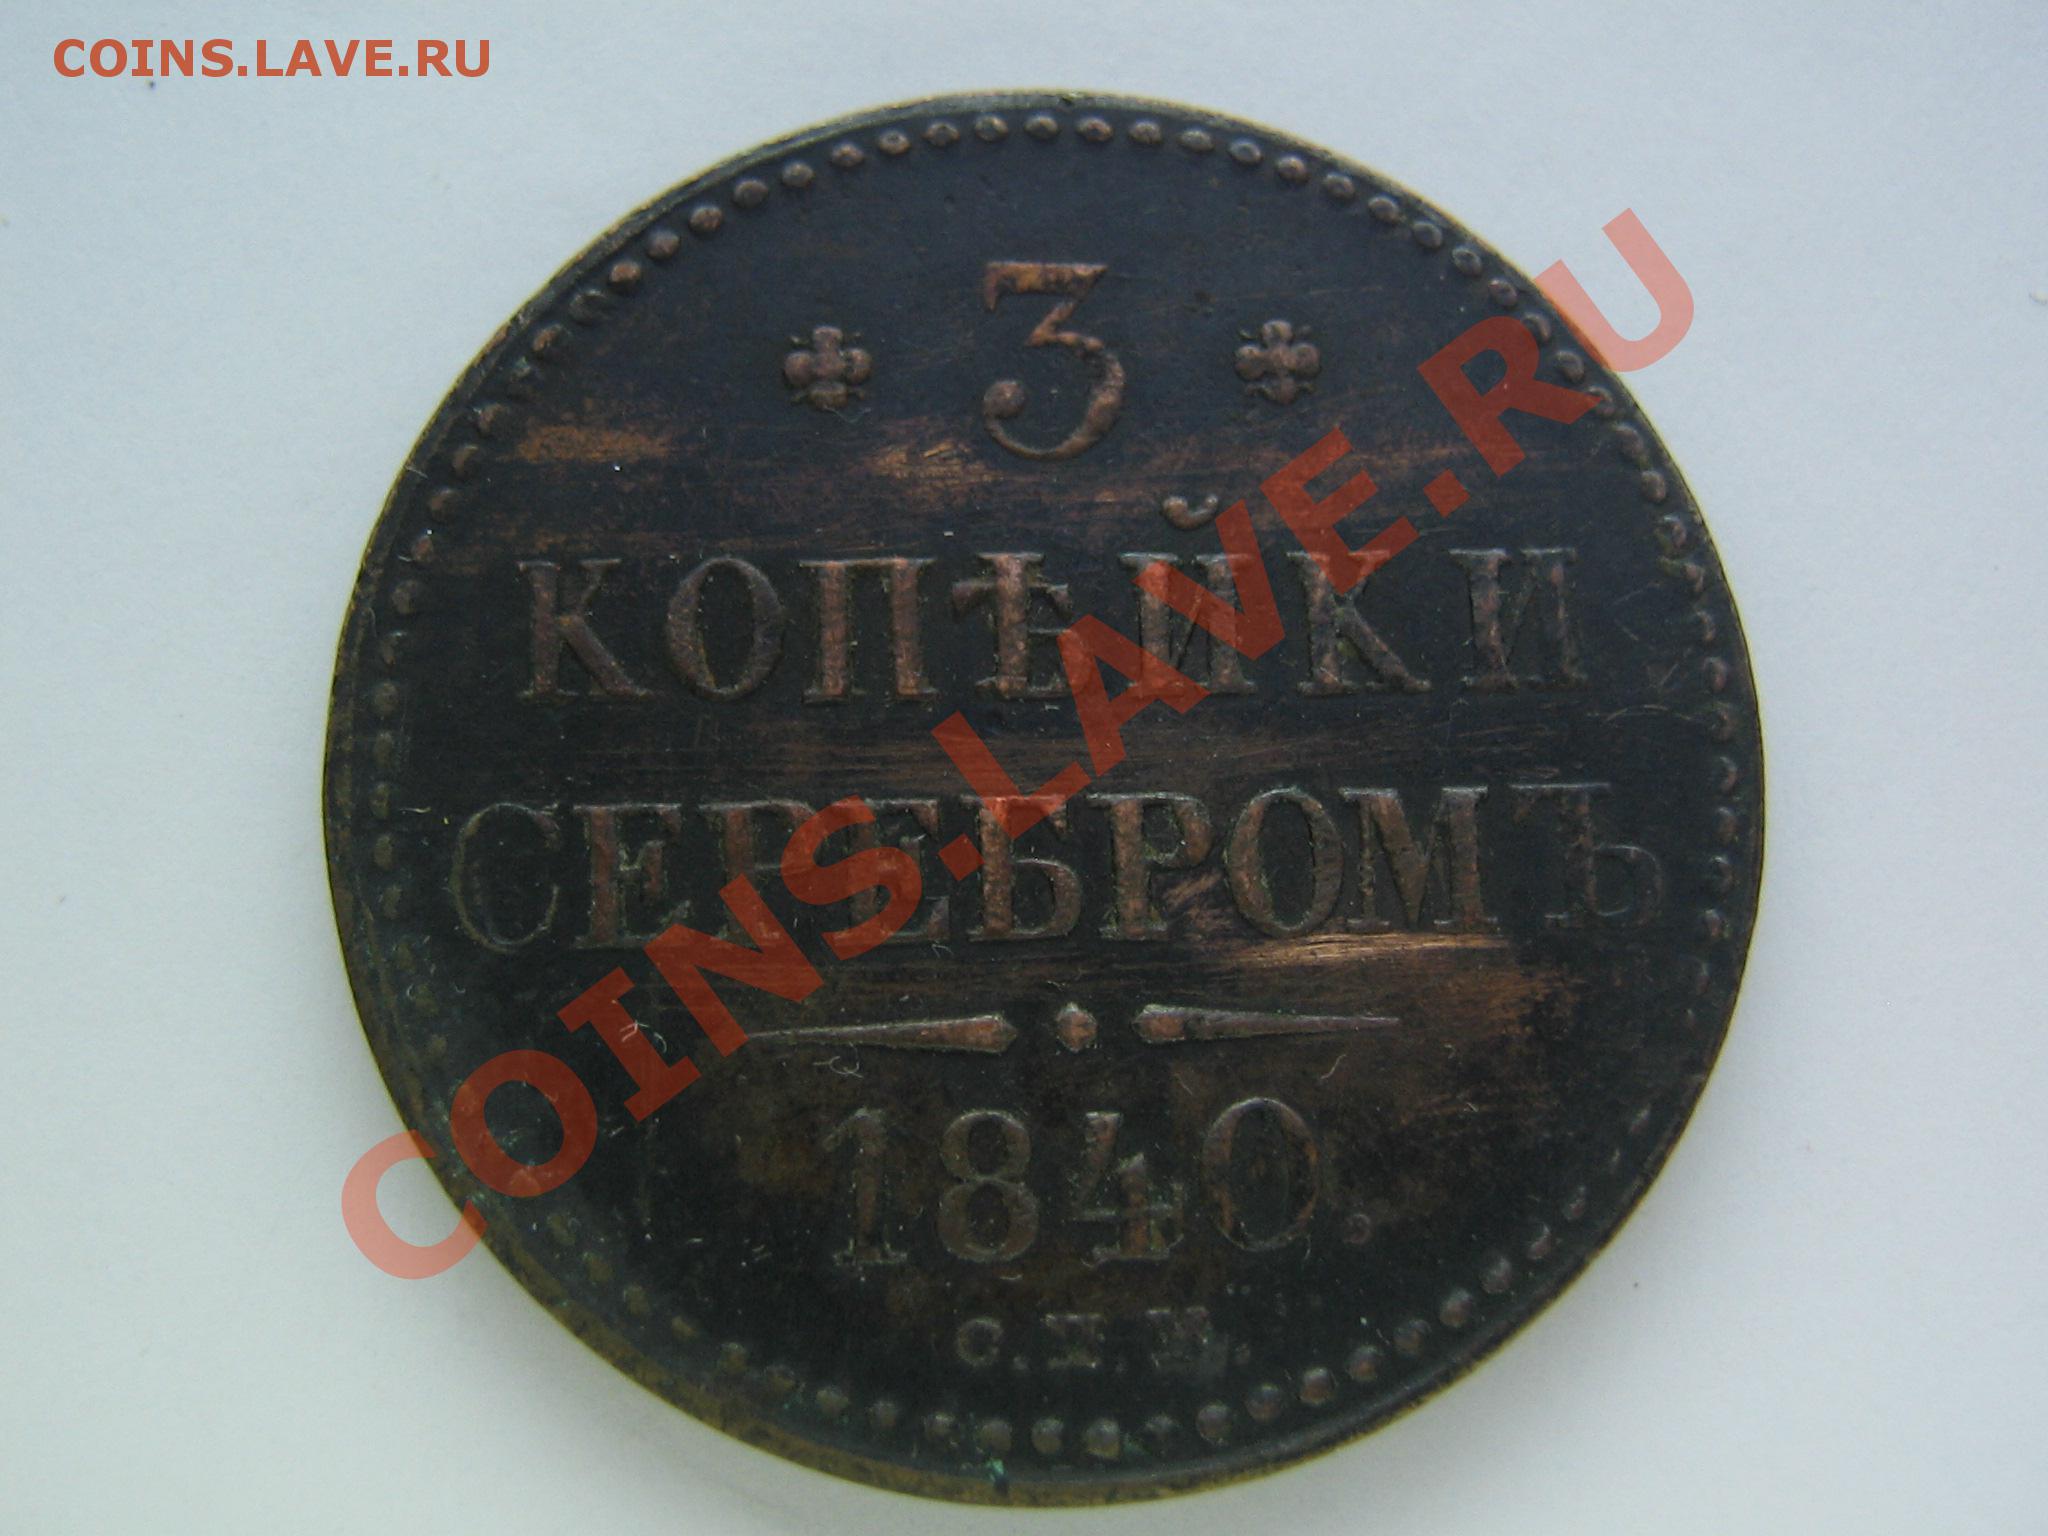 COINS.LAVE.RU
3
КОПѢЙКИ
СЕРЕБРОМЪ
1840.
С.П.М.
COINS.LAVE.RU